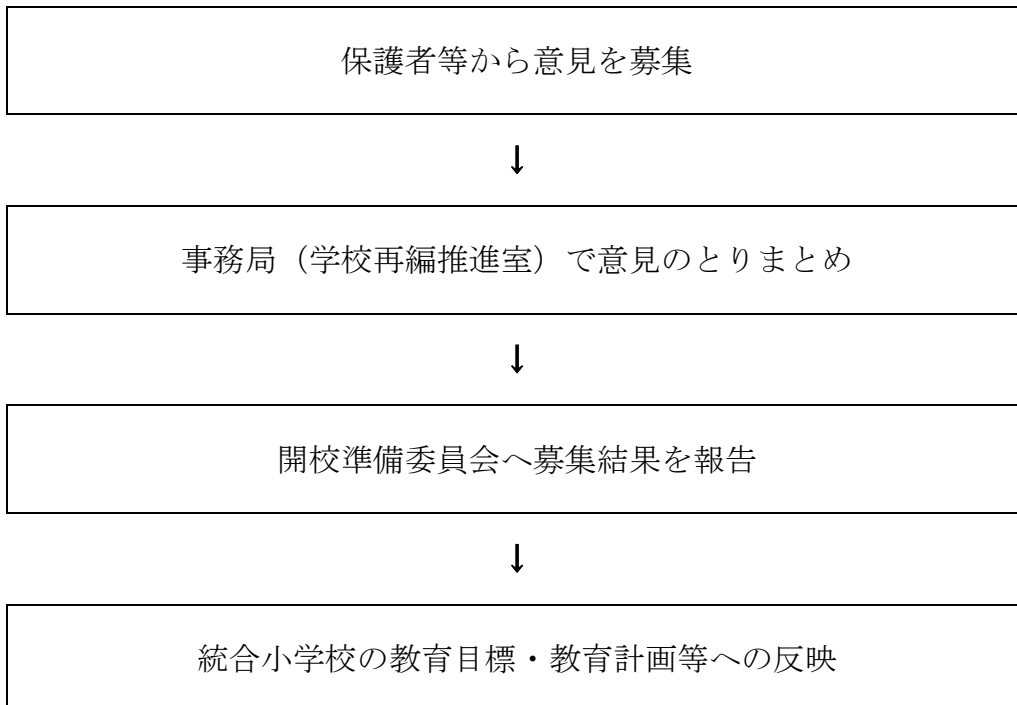 保護者等から意見を募集
↓
事務局（学校再編推進室）で意見のとりまとめ
↓
開校準備委員会へ募集結果を報告
↓
統合小学校の教育目標・教育計画等への反映